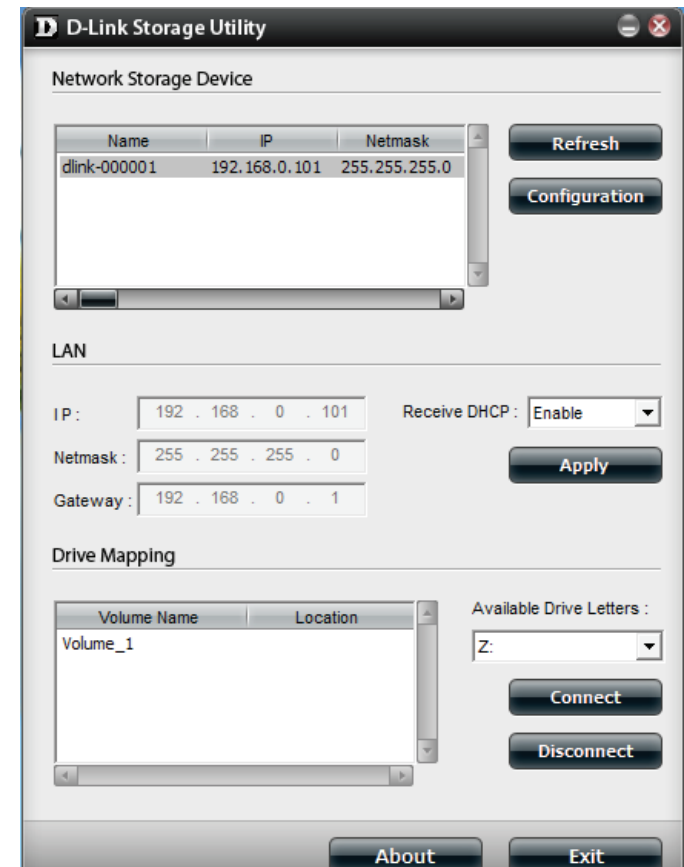 D D-Link Storage Utility
Network Storage Device
Name IP Netmask
dlink-000001 192.168.0.101 255.255.255.0
Refresh
Configuration
LAN
IP : 192 . 168 . 0 . 101 Receive DHCP : Enable
Netmask : 255 . 255 . 255 . 0 Apply
Gateway : 192 . 168 . 0 . 1
Drive Mapping
Volume Name Location Available Drive Letters :
Volume_1 Z:
Connect
Disconnect
About Exit